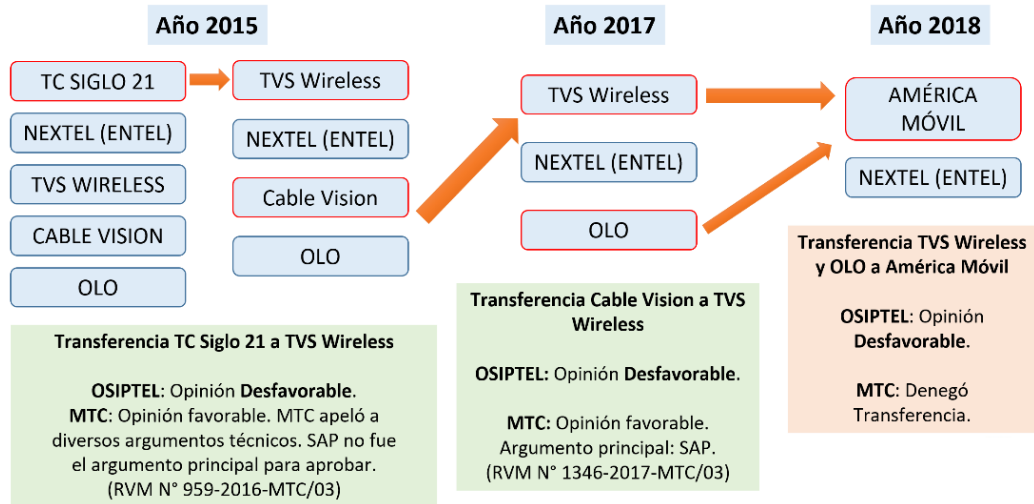 Año 2015
Año 2017
Año 2018
TC SIGLO 21
NEXTEL (ENTEL)
TVS WIRELESS
CABLE VISION
OLO
TVS Wireless
NEXTEL (ENTEL)
Cable Vision
OLO
TVS Wireless
NEXTEL (ENTEL)
OLO
AMÉRICA
MÓVIL
NEXTEL (ENTEL)
Transferencia TC Siglo 21 a TVS Wireless
OSIPTEL: Opinión Desfavorable.
MTC: Opinión favorable. MTC apeló a
diversos argumentos técnicos. SAP no fue
el argumento principal para aprobar.
(RVM N° 959-2016-MTC/03)
Transferencia Cable Vision a TVS
Wireless
OSIPTEL: Opinión Desfavorable.
MTC: Opinión favorable.
Argumento principal: SAP.
(RVM N° 1346-2017-MTC/03)
Transferencia TVS Wireless
y OLO a América Móvil
OSIPTEL: Opinión
Desfavorable.
MTC: Denegó
Transferencia.